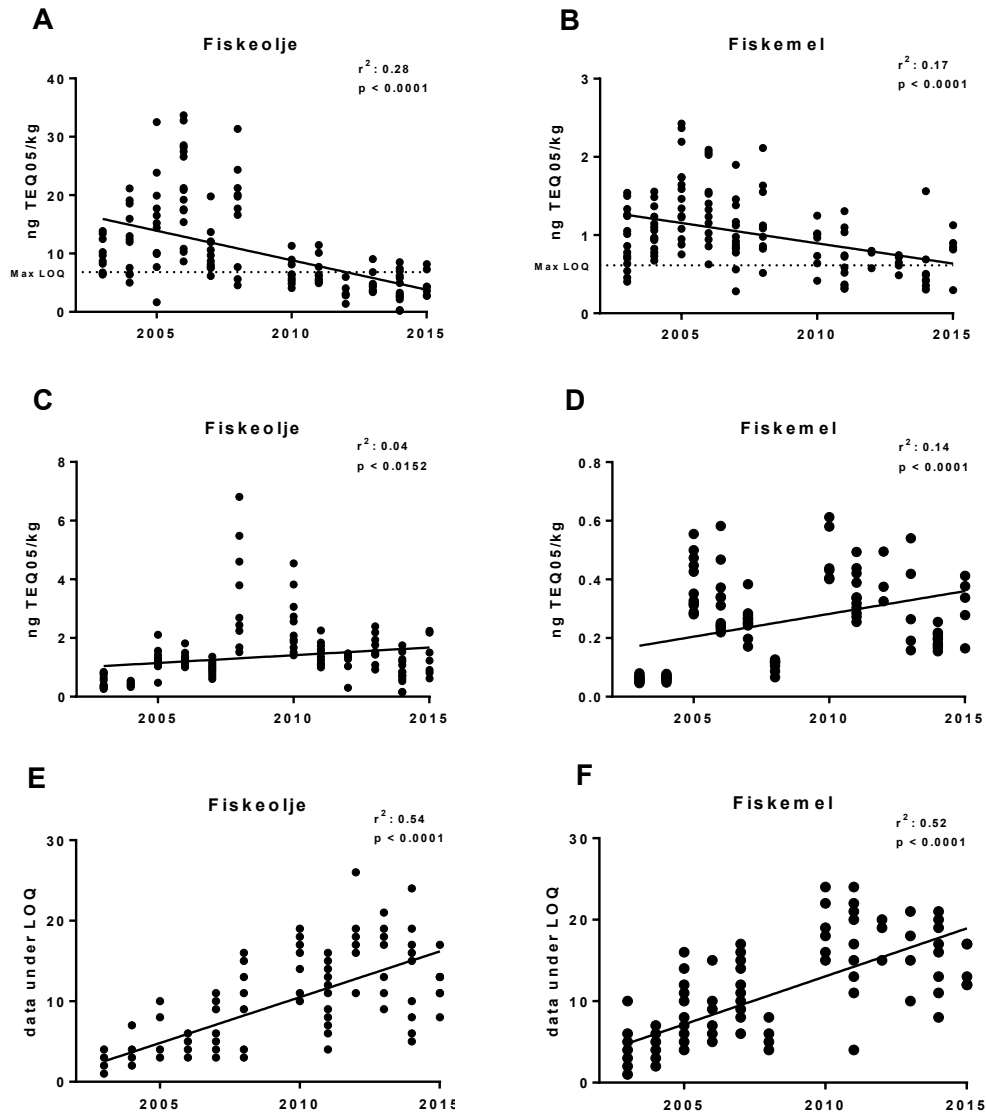 A
Fiskeolje
r²: 0.28
p < 0.0001
ng TEQ05/kg
40
30
20
10
Max LOQ
0
2005
2010
2015
B
Fiskemel
r²: 0.17
p < 0.0001
ng TEQ05/kg
3
2
1
Max LOQ
0
2005
2010
2015
C
Fiskeolje
r²: 0.04
p < 0.0152
ng TEQ05/kg
8
6
4
2
0
2005
2010
2015
D
Fiskemel
r²: 0.14
p < 0.0001
ng TEQ05/kg
0.8
0.6
0.4
0.2
0.0
2005
2010
2015
E
Fiskeolje
r²: 0.54
p < 0.0001
data under LOQ
30
20
10
0
2005
2010
2015
F
Fiskemel
r²: 0.52
p < 0.0001
data under LOQ
30
20
10
0
2005
2010
2015